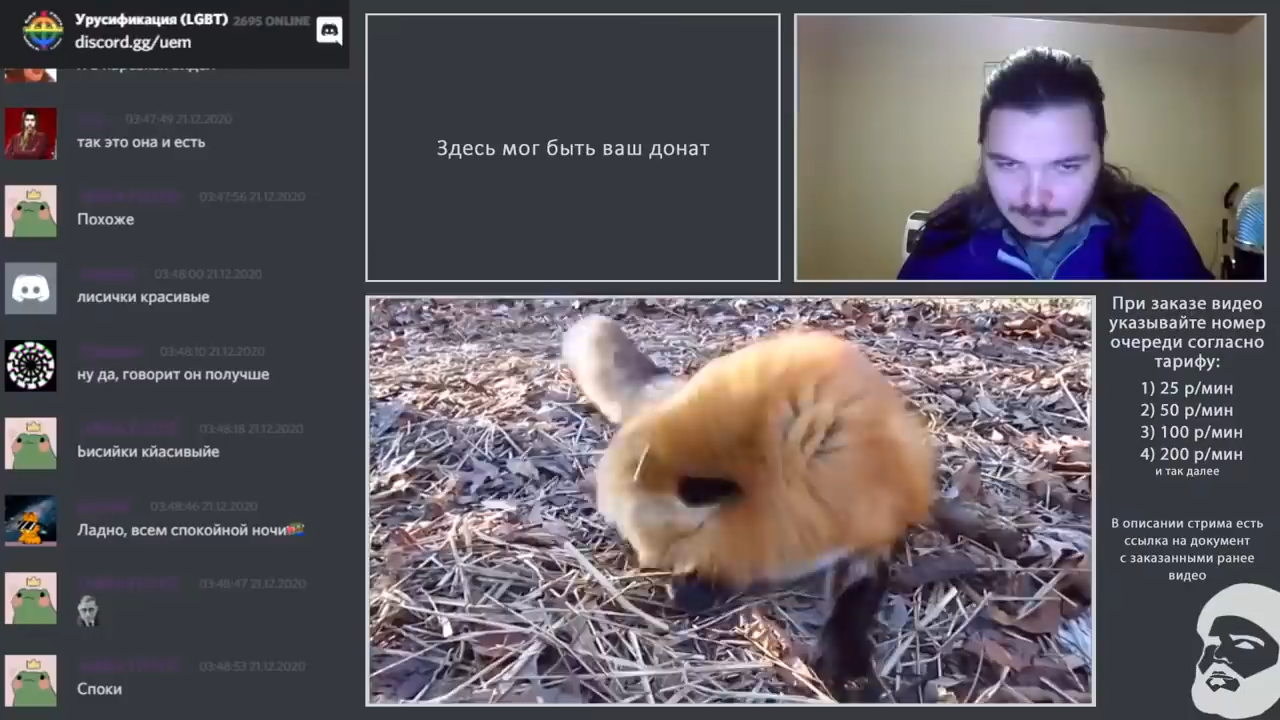 Урусификация (LGBT) 2695 ONLINE
discord.gg/uem
03:47:49 21.12.2020
так это она и есть
03:47:56 21.12.2020
Похоже
03:48:00 21.12.2020
лисички красивые
03:48:10 21.12.2020
ну да, говорит он получше
03:48:18 21.12.2020
Ьисийки кйасивыйе
03:48:46 21.12.2020
Ладно, всем спокойной ночи
03:48:47 21.12.2020
03:48:53 21.12.2020
Споки
Здесь мог быть ваш донат
При заказе видео
указывайте номер
очереди согласно
тарифу:
1) 25 р/мин
2) 50 р/мин
3) 100 р/мин
4) 200 р/мин
и так далее
В описании стрима есть
ссылка на документ
с заказанными ранее
видео